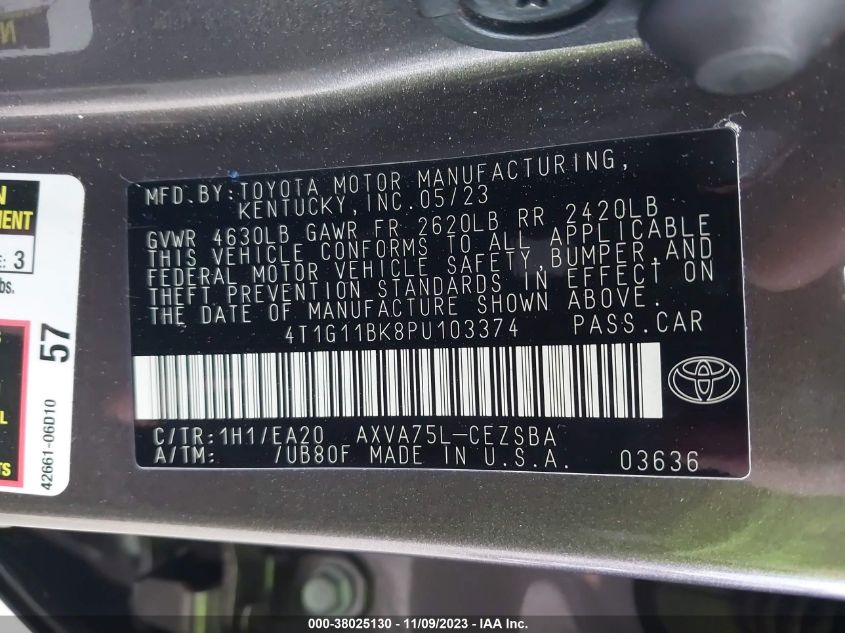 MFD. BY: TOYOTA MOTOR MANUFACTURING,
KENTUCKY, INC. 05/23
GVWR 4630LB GAWR FR 2620LB RR 2420LB
THIS VEHICLE CONFORMS TO ALL APPLICABLE
FEDERAL MOTOR VEHICLE SAFETY, BUMPER, AND
THEFT PREVENTION STANDARDS IN EFFECT ON
THE DATE OF MANUFACTURE SHOWN ABOVE.
4T1G11BK8PU103374 PASS. CAR
C/TR: 1H1/EA20 AXVA75L-CEZSBA
A/TM: /UB80F MADE IN U.S.A. 03636
3
57
42661-06D10
000-38025130 - 11/09/2023 - IAA Inc.